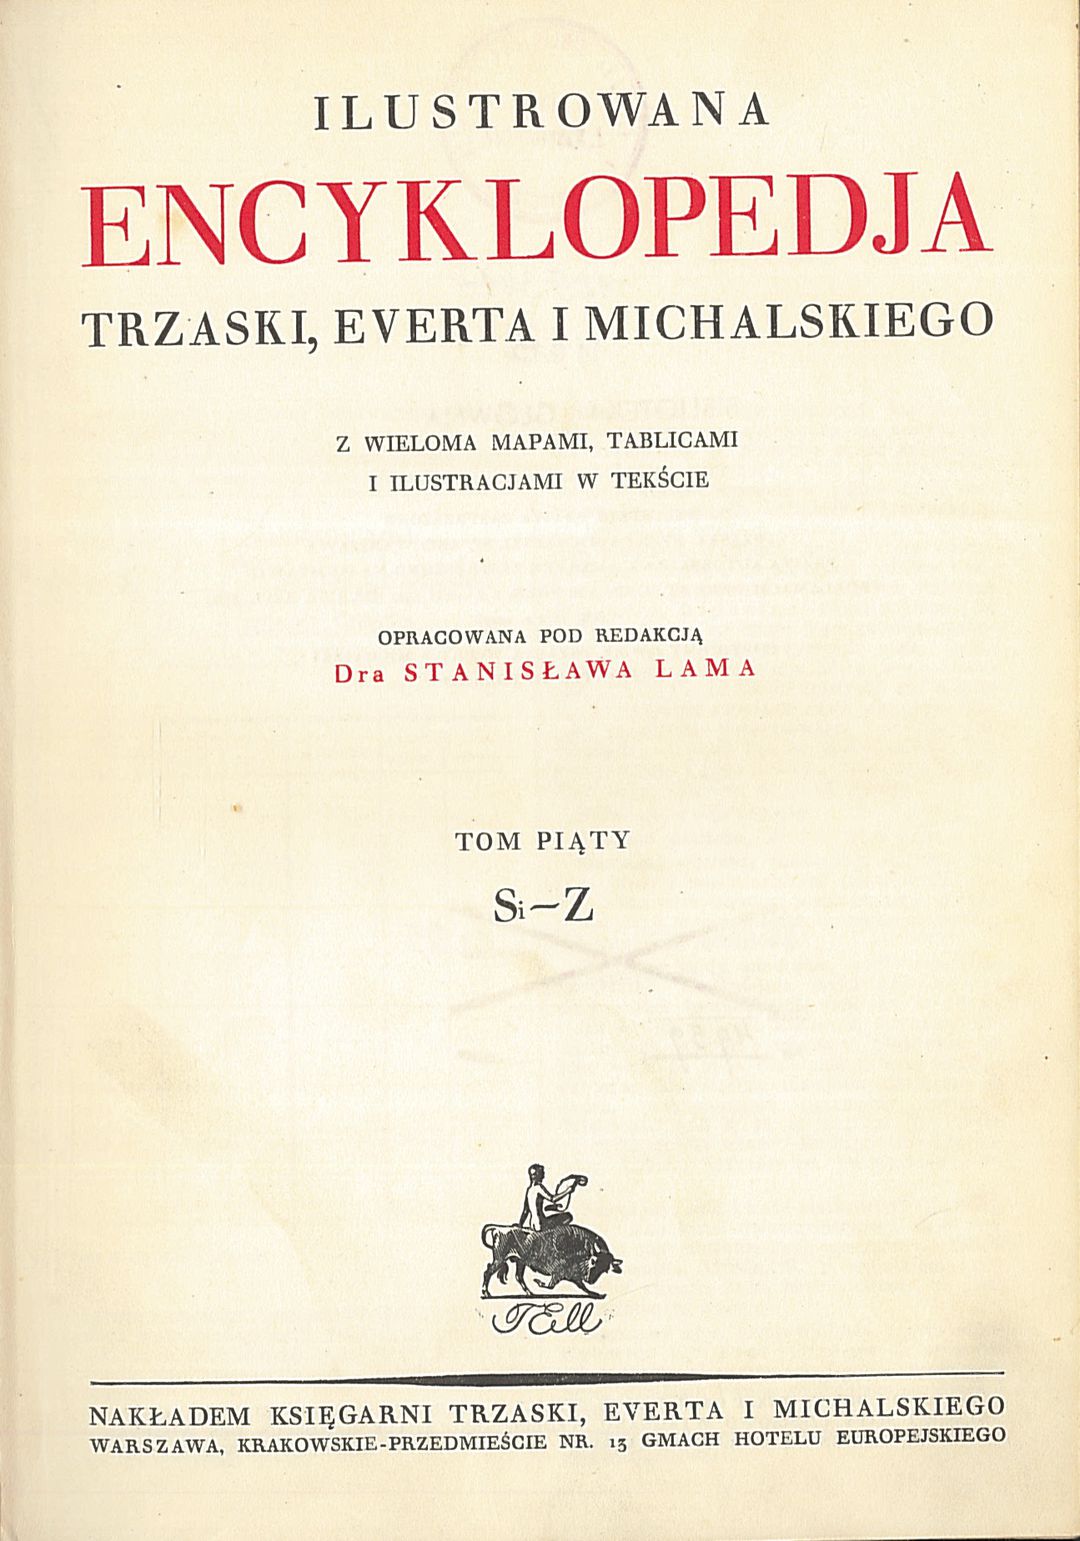 ILUSTROWANA
ENCYKLOPEDJA
TRZASKI, EVERTA I MICHALSKIEGO
Z WIELOMA MAPAMI, TABLICAMI
I ILUSTRACJAMI W TEKŚCIE
OPRACOWANA POD REDAKCJĄ
Dra STANISŁAWA LAMA
TOM PIĄTY
Si—Z
NAKŁADEM KSIĘGARNI TRZASKI, EVERTA I MICHALSKIEGO
WARSZAWA, KRAKOWSKIE-PRZEDMIEŚCIE NR. 13 GMACH HOTELU EUROPEJSKIEGO